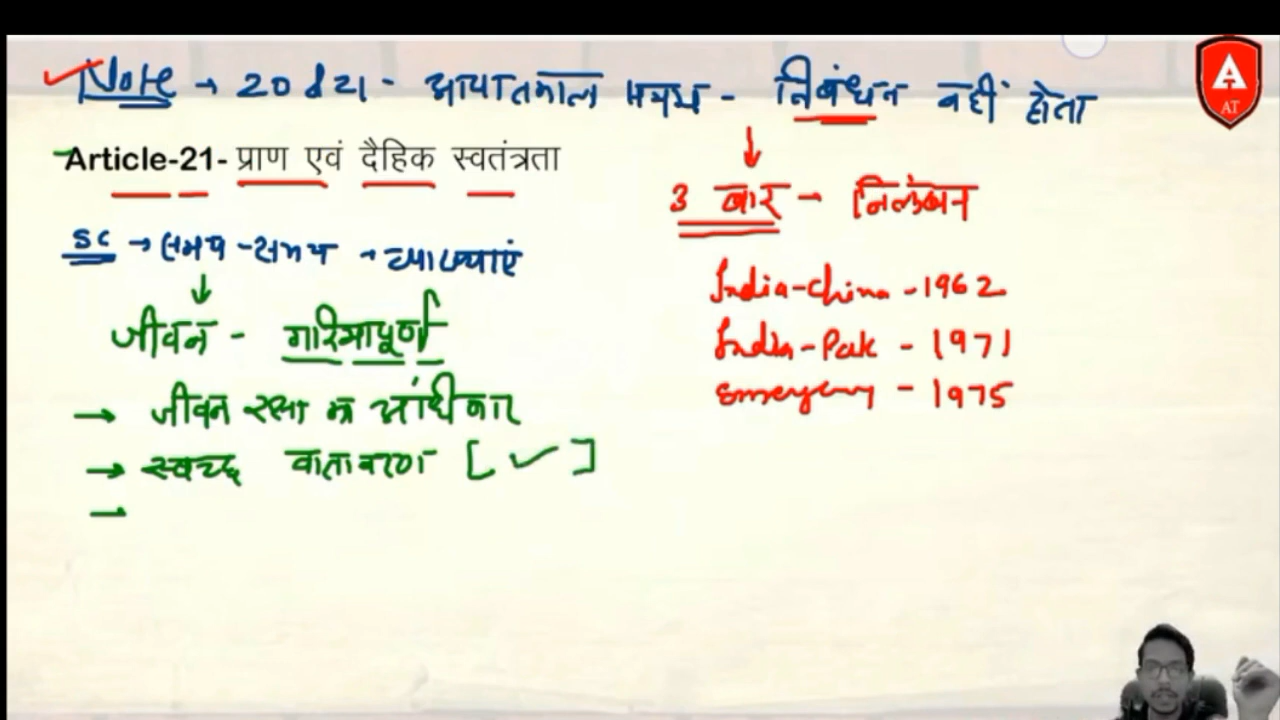 Note → 20 व 21 - आपातकाल समय - निबंधन नहीं होता
Article-21- प्राण एवं दैहिक स्वतंत्रता
3 बार - निलंबन
SC → समय - समय → व्याख्याएं
जीवन - गरिमापूर्ण
→ जीवन रक्षा का अधिकार
→ स्वच्छ वातावरण [✓]
India-China - 1962
India-Pak - 1971
Emergency - 1975
A
AT